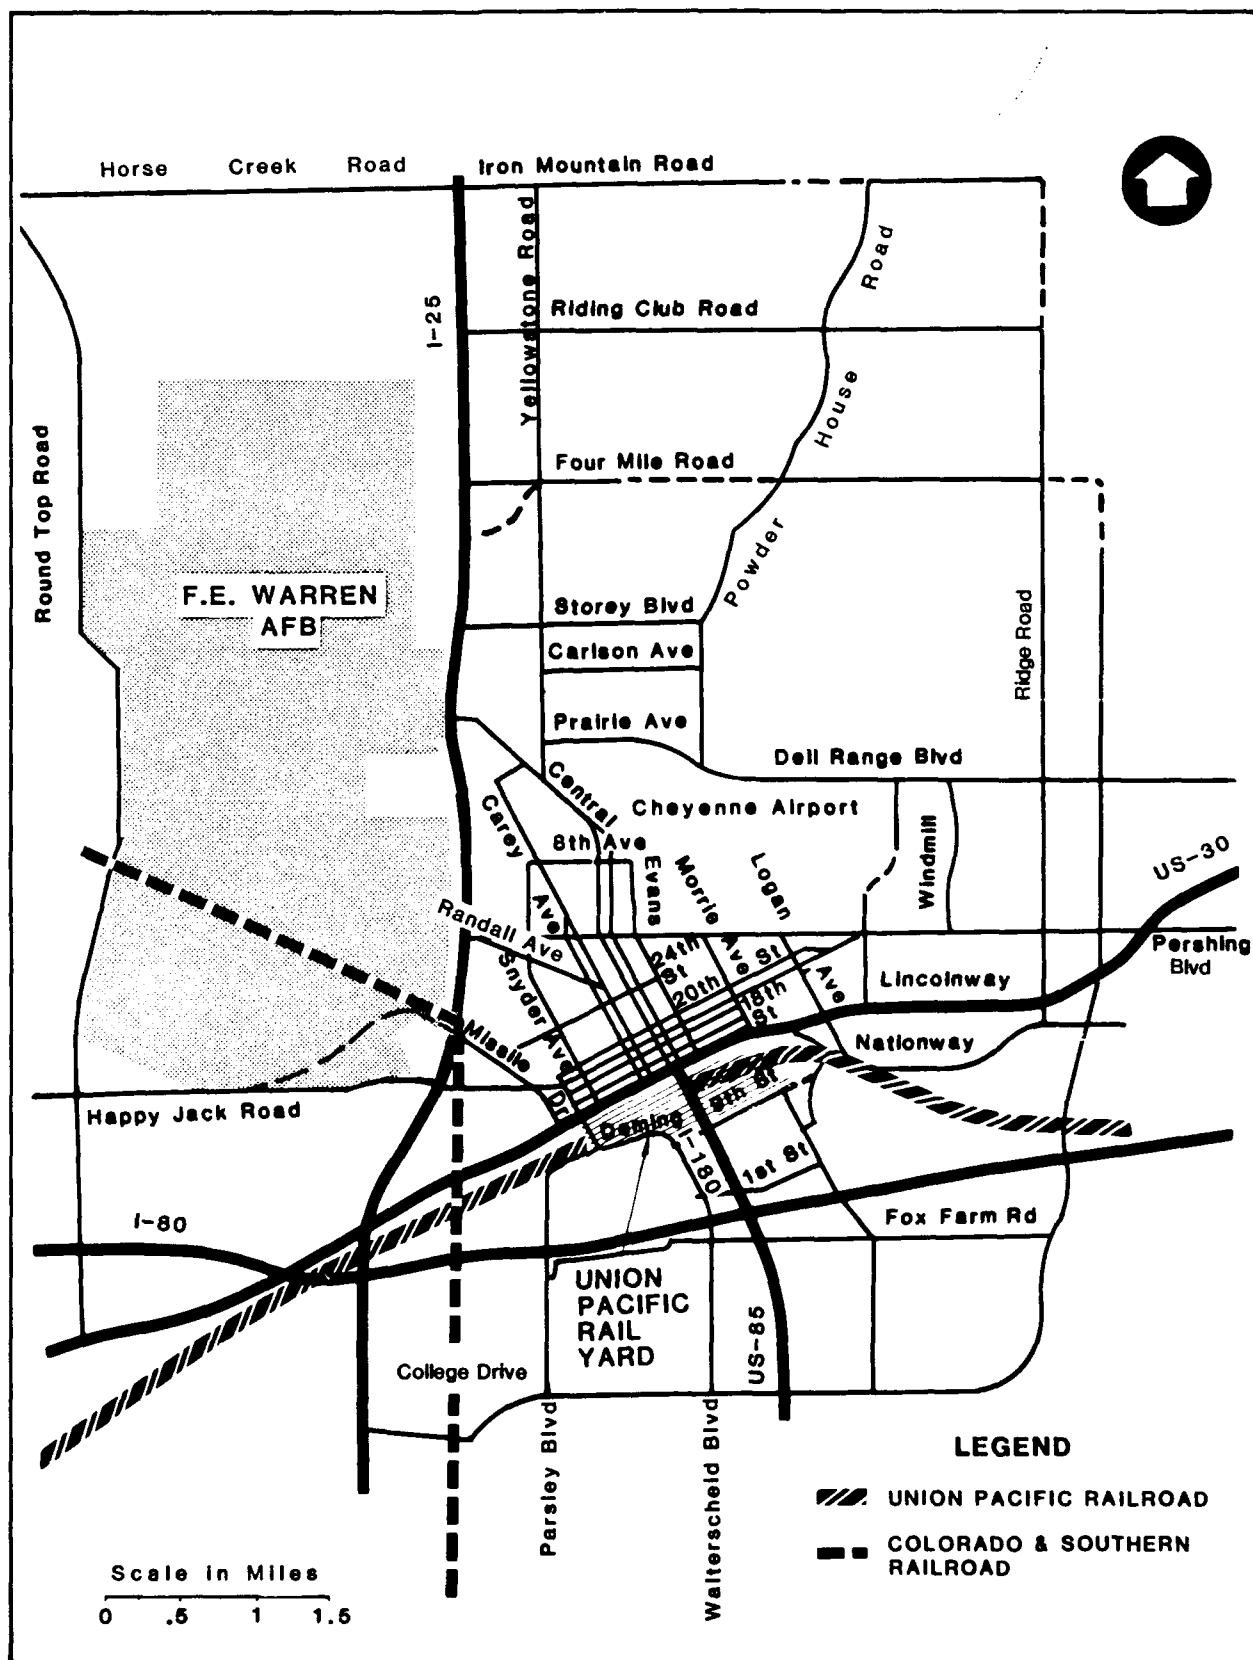 Horse Creek Road
Iron Mountain Road
Yellowstone Road
I-25
Riding Club Road
Powder House Road
Round Top Road
Four Mile Road
F.E. WARREN
AFB
Storey Blvd
Carlson Ave
Ridge Road
Prairie Ave
Dell Range Blvd
Central
Cheyenne Airport
Carey Ave
8th Ave
Evans
Morrie Ave
Logan Ave
Windmill
US-30
Randall Ave
Pershing
Blvd
24th
St
20th St
18th
St
Lincolnway
Snyder Ave
Missile Dr
Nationway
Happy Jack Road
Deming
9th St
I-180
1st St
I-80
Fox Farm Rd
UNION
PACIFIC
RAIL
YARD
US-85
College Drive
Parsley Blvd
Walterscheid Blvd
LEGEND
UNION PACIFIC RAILROAD
COLORADO & SOUTHERN
RAILROAD
Scale in Miles
0 .5 1 1.5